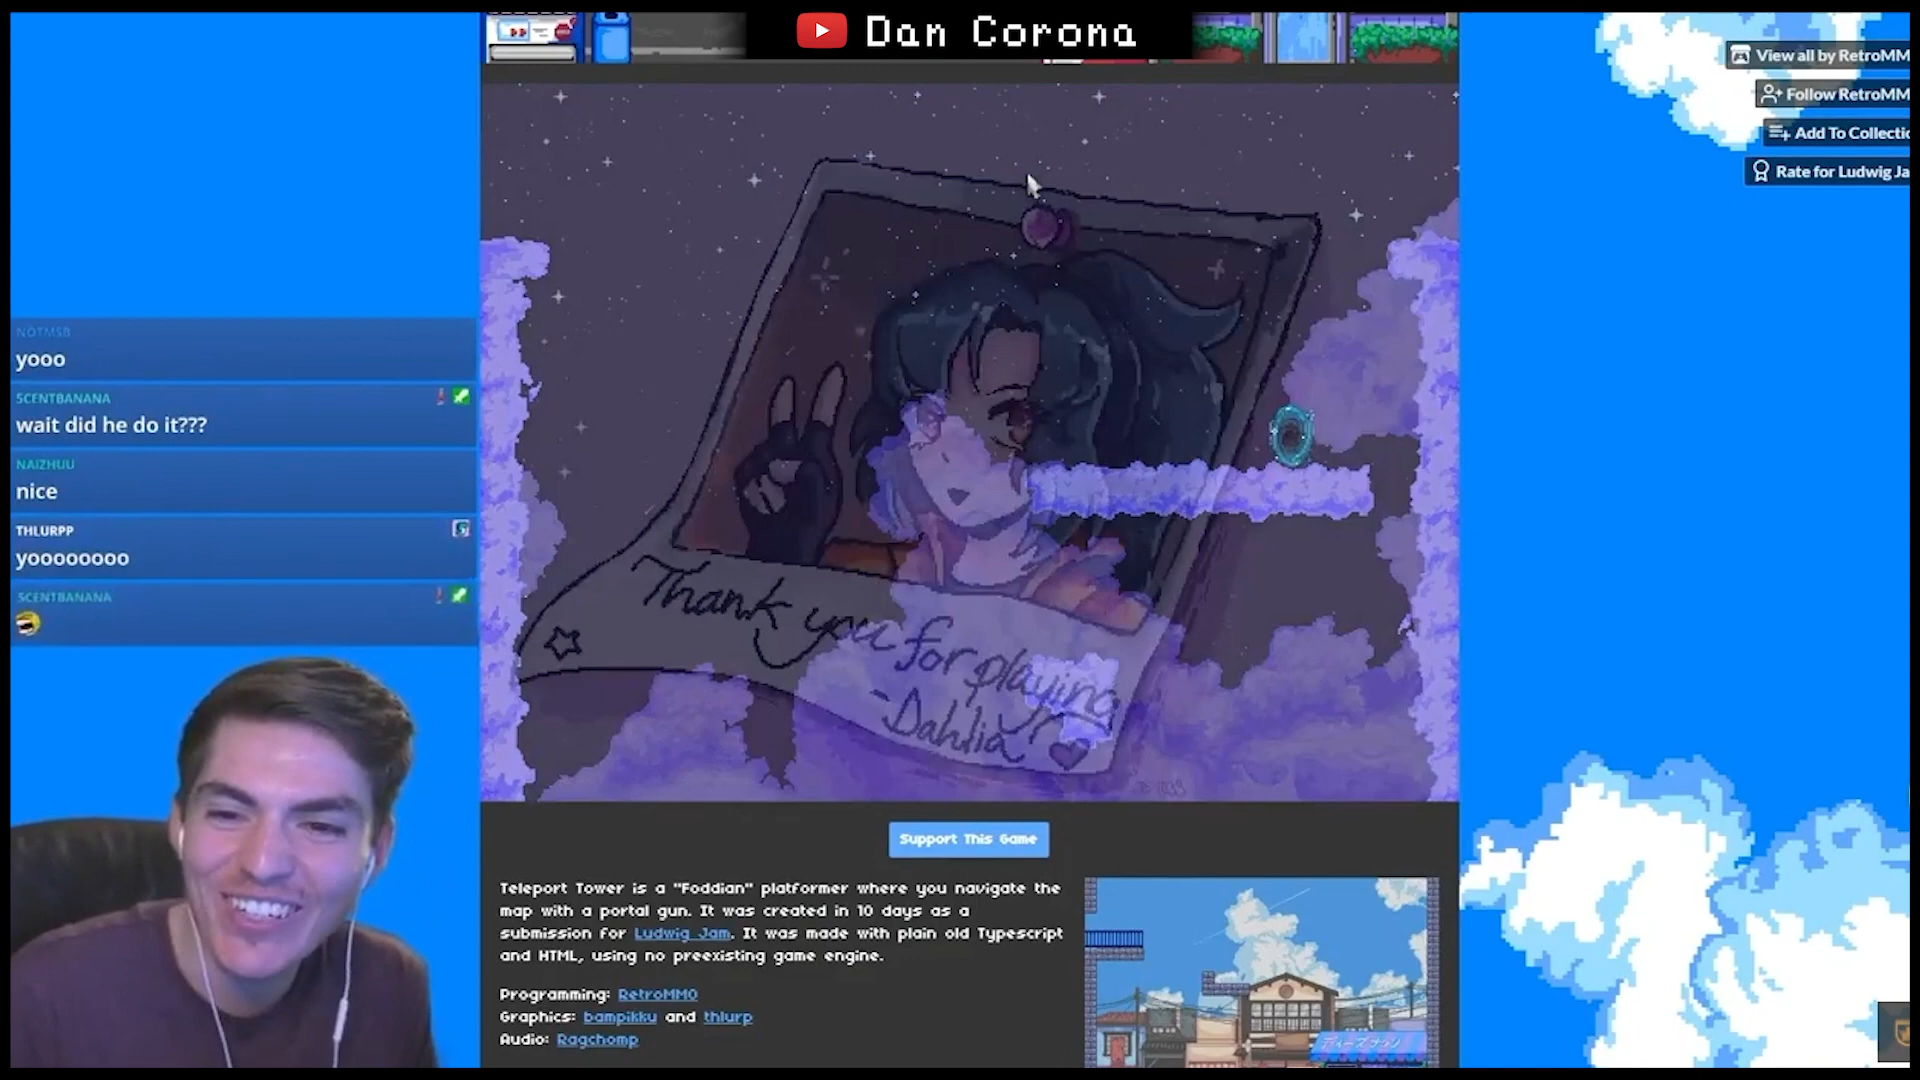 Dan Corona
View all by RetroMM
Follow RetroMM
Add To Collectio
Rate for Ludwig Ja
NOTMSB
yooo
SCENTBANANA
wait did he do it???
NAIZHUU
nice
THLURPP
yoooooooo
SCENTBANANA
Thank you for playing
-Dahlia
Support This Game
Teleport Tower is a "Foddian" platformer where you navigate the
map with a portal gun. It was created in 10 days as a
submission for Ludwig Jam. It was made with plain old Typescript
and HTML, using no preexisting game engine.
Programming: RetroMMO
Graphics: bampikku and thlurp
Audio: Ragchomp